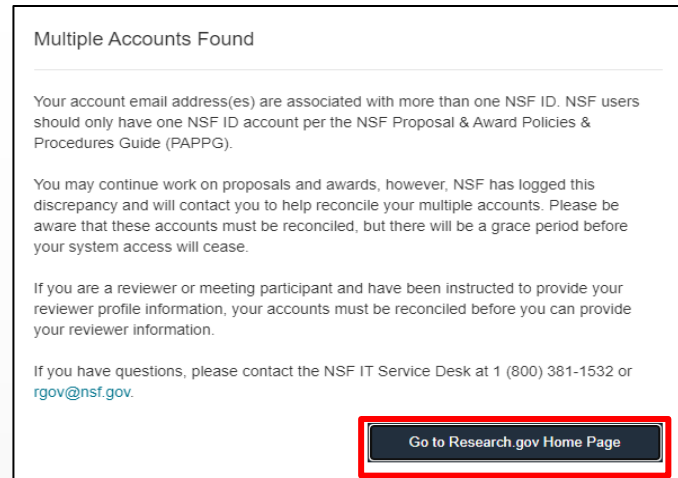 Multiple Accounts Found
Your account email address(es) are associated with more than one NSF ID. NSF users
should only have one NSF ID account per the NSF Proposal & Award Policies &
Procedures Guide (PAPPG).
You may continue work on proposals and awards, however, NSF has logged this
discrepancy and will contact you to help reconcile your multiple accounts. Please be
aware that these accounts must be reconciled, but there will be a grace period before
your system access will cease.
If you are a reviewer or meeting participant and have been instructed to provide your
reviewer profile information, your accounts must be reconciled before you can provide
your reviewer information.
If you have questions, please contact the NSF IT Service Desk at 1 (800) 381-1532 or
rgov@nsf.gov.
Go to Research.gov Home Page